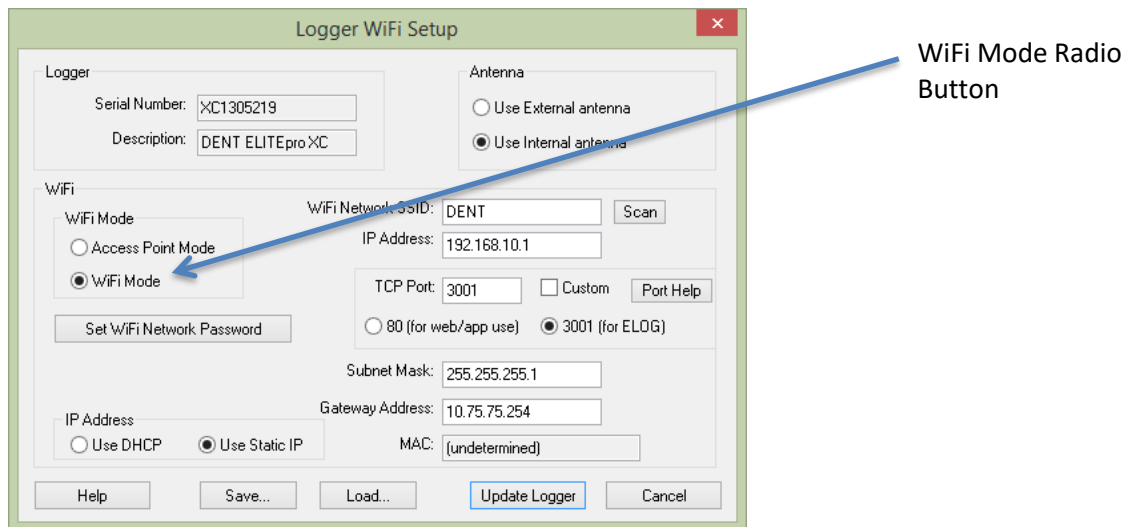 Logger WiFi Setup
WiFi Mode Radio
Button
Logger
Serial Number: XC1305219
Description: DENT ELITEpro XC
Antenna
Use External antenna
Use Internal antenna
WiFi
WiFi Mode
Access Point Mode
WiFi Mode
Set WiFi Network Password
WiFi Network SSID: DENT Scan
IP Address: 192.168.10.1
TCP Port: 3001 Custom Port Help
80 (for web/app use) 3001 (for ELOG)
Subnet Mask: 255.255.255.1
Gateway Address: 10.75.75.254
MAC: (undetermined)
IP Address
Use DHCP Use Static IP
Help Save... Load... Update Logger Cancel